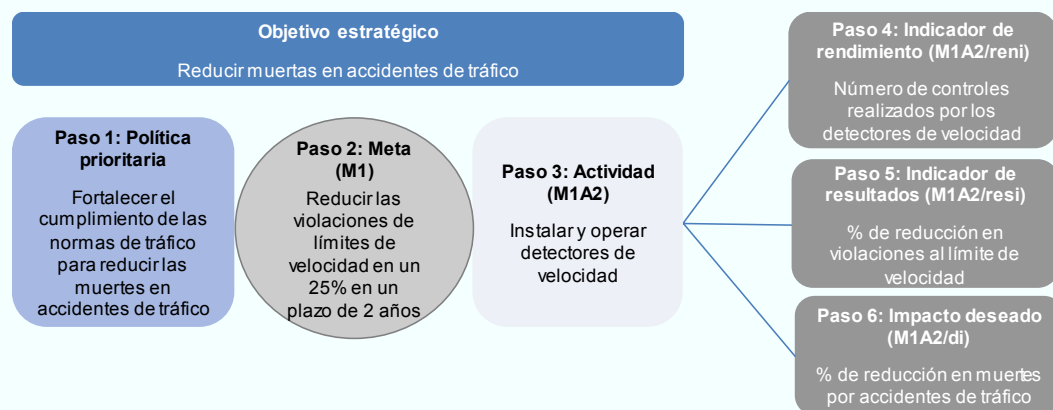 Objetivo estratégico
Reducir muertas en accidentes de tráfico
Paso 1: Política
prioritaria
Fortalecer el
cumplimiento de las
normas de tráfico
para reducir las
muertes en
accidentes de tráfico
Paso 2: Meta
(M1)
Reducir las
violaciones de
límites de
velocidad en un
25% en un
plazo de 2 años
Paso 3: Actividad
(M1A2)
Instalar y operar
detectores de
velocidad
Paso 4: Indicador de
rendimiento (M1A2/reni)
Número de controles
realizados por los
detectores de velocidad
Paso 5: Indicador de
resultados (M1A2/resi)
% de reducción en
violaciones al límite de
velocidad
Paso 6: Impacto deseado
(M1A2/di)
% de reducción en muertes
por accidentes de tráfico